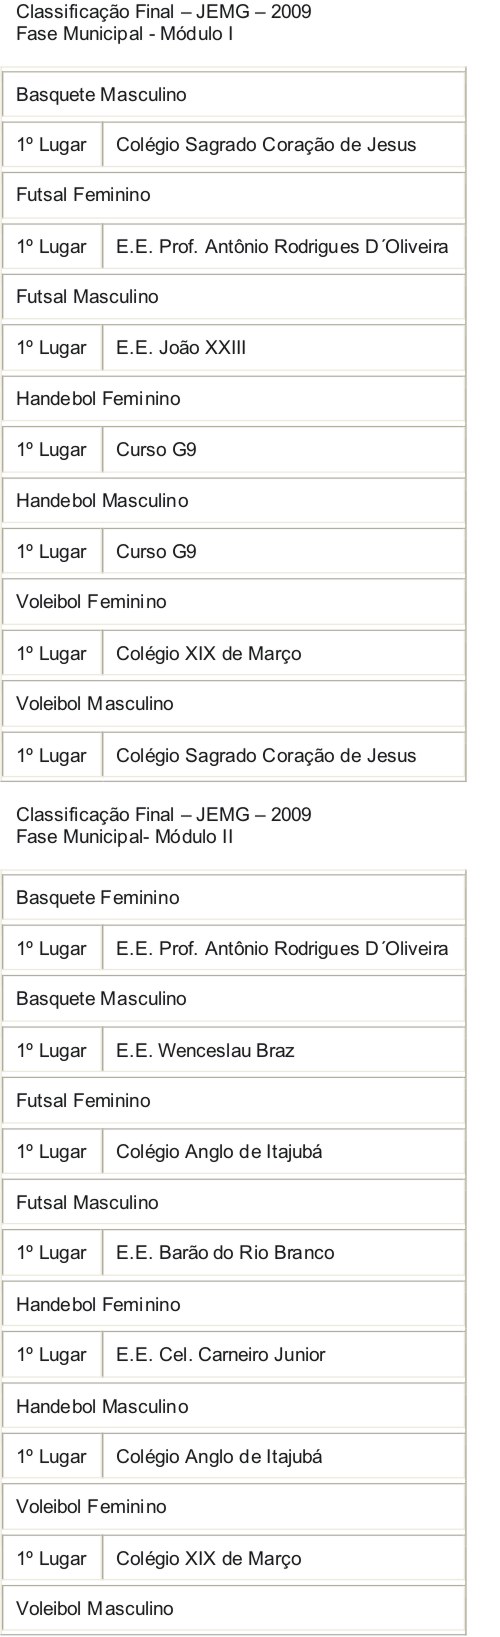 Classificação Final – JEMG – 2009
Fase Municipal - Módulo I
Basquete Masculino
1º Lugar Colégio Sagrado Coração de Jesus
Futsal Feminino
1º Lugar E.E. Prof. Antônio Rodrigues D´Oliveira
Futsal Masculino
1º Lugar E.E. João XXIII
Handebol Feminino
1º Lugar Curso G9
Handebol Masculino
1º Lugar Curso G9
Voleibol Feminino
1º Lugar Colégio XIX de Março
Voleibol Masculino
1º Lugar Colégio Sagrado Coração de Jesus
Classificação Final – JEMG – 2009
Fase Municipal- Módulo II
Basquete Feminino
1º Lugar E.E. Prof. Antônio Rodrigues D´Oliveira
Basquete Masculino
1º Lugar E.E. Wenceslau Braz
Futsal Feminino
1º Lugar Colégio Anglo de Itajubá
Futsal Masculino
1º Lugar E.E. Barão do Rio Branco
Handebol Feminino
1º Lugar E.E. Cel. Carneiro Junior
Handebol Masculino
1º Lugar Colégio Anglo de Itajubá
Voleibol Feminino
1º Lugar Colégio XIX de Março
Voleibol Masculino